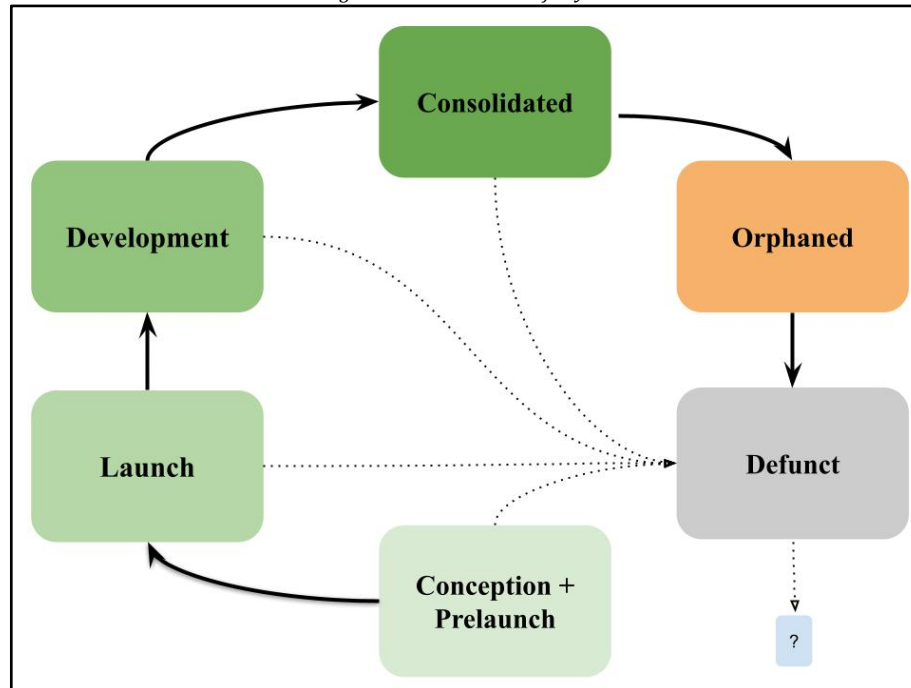 Consolidated
Development
Orphaned
Launch
Defunct
Conception +
Prelaunch
?